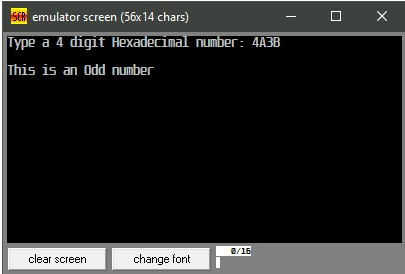 emulator screen (56x14 chars)
Type a 4 digit Hexadecimal number: 4A3B
This is an Odd number
clear screen
change font
0/16